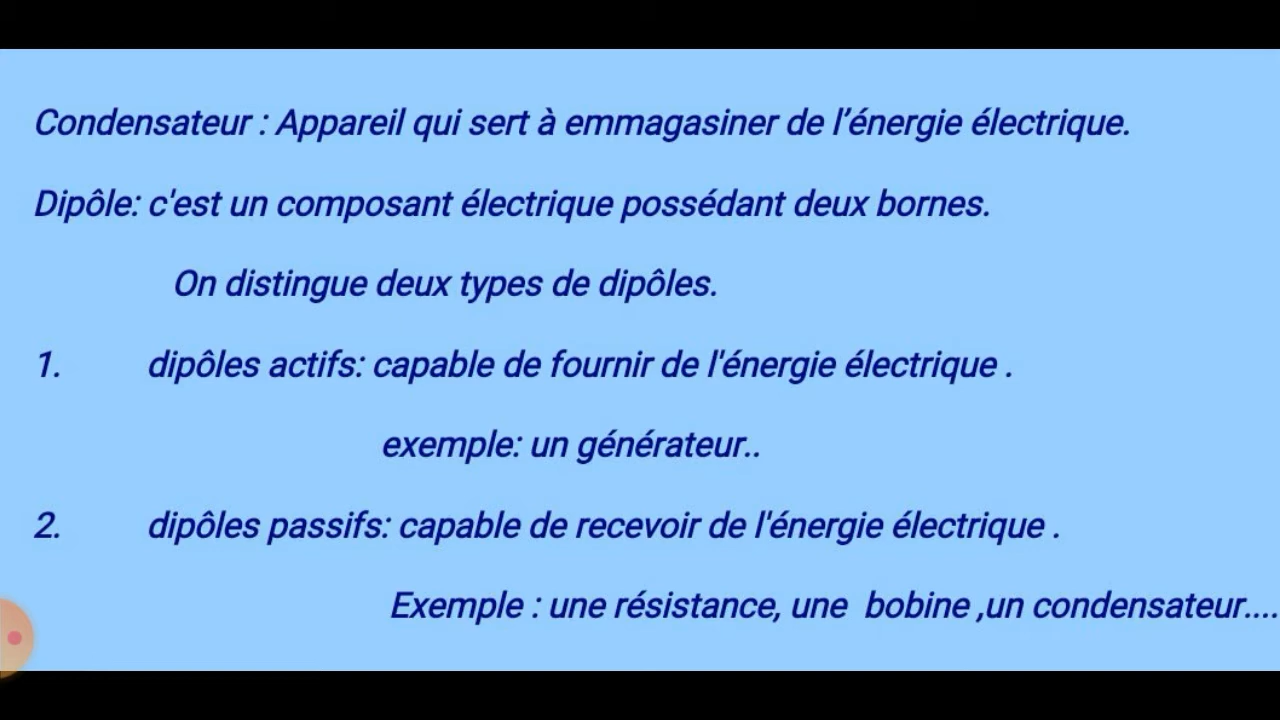 Condensateur : Appareil qui sert à emmagasiner de l’énergie électrique.
Dipôle: c'est un composant électrique possédant deux bornes.
On distingue deux types de dipôles.
1. dipôles actifs: capable de fournir de l'énergie électrique .
exemple: un générateur..
2. dipôles passifs: capable de recevoir de l'énergie électrique .
Exemple : une résistance, une bobine ,un condensateur....